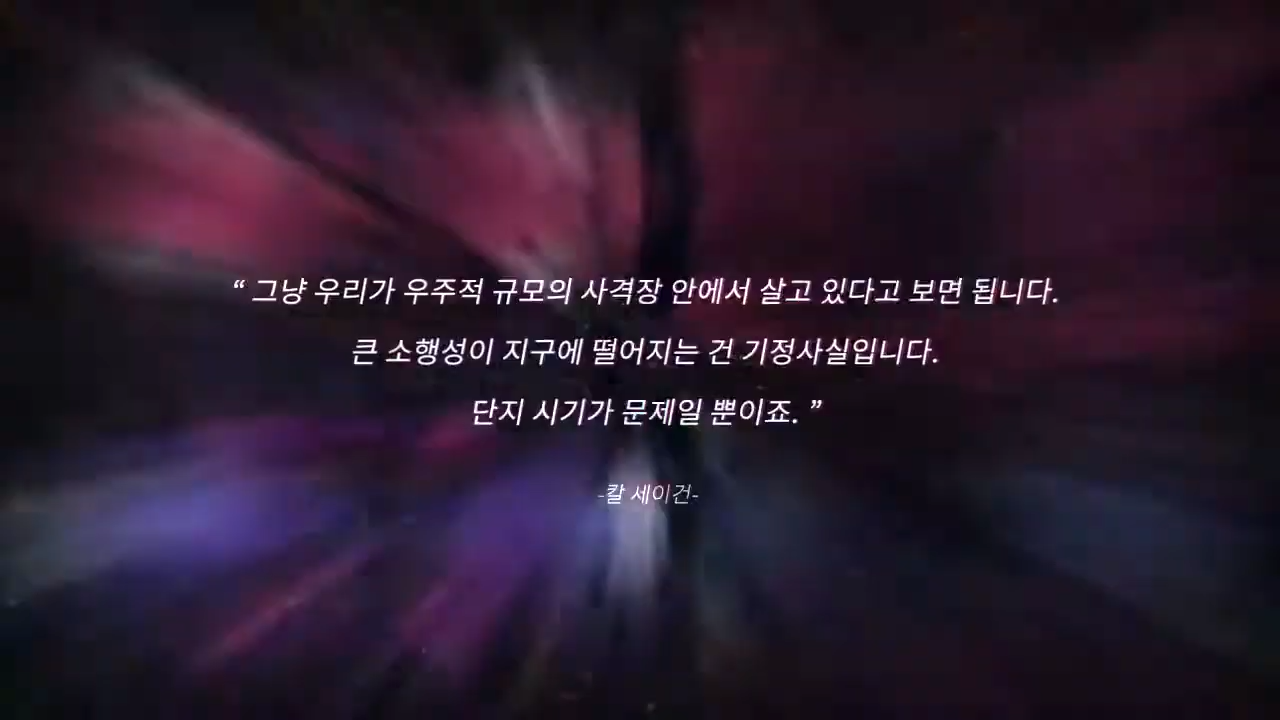 “ 그냥 우리가 우주적 규모의 사격장 안에서 살고 있다고 보면 됩니다.
큰 소행성이 지구에 떨어지는 건 기정사실입니다.
단지 시기가 문제일 뿐이죠. ”
-칼 세이건-